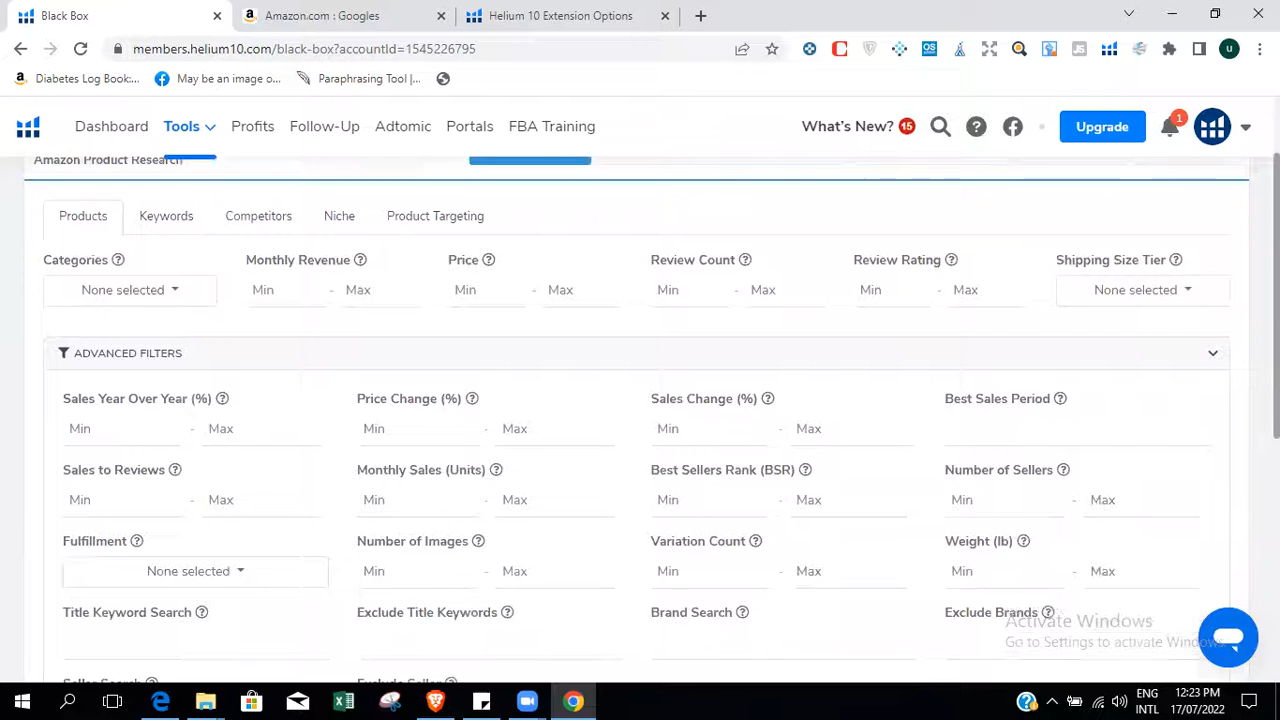 Black Box
Amazon.com : Googles
Helium 10 Extension Options
members.helium10.com/black-box?accountId=1545226795
Diabetes Log Book:...
May be an image o...
Paraphrasing Tool |...
Dashboard Tools Profits Follow-Up Adtomic Portals FBA Training
What's New? 15
Upgrade
1
Amazon Product Research
Products Keywords Competitors Niche Product Targeting
Categories Monthly Revenue Price Review Count Review Rating Shipping Size Tier
None selected Min - Max Min - Max Min - Max Min - Max None selected
ADVANCED FILTERS
Sales Year Over Year (%) Price Change (%) Sales Change (%) Best Sales Period
Min - Max Min - Max Min - Max
Sales to Reviews Monthly Sales (Units) Best Sellers Rank (BSR) Number of Sellers
Min - Max Min - Max Min - Max Min - Max
Fulfillment Number of Images Variation Count Weight (lb)
None selected Min - Max Min - Max Min - Max
Title Keyword Search Exclude Title Keywords Brand Search Exclude Brands
Activate Windows
Go to Settings to activate Windows.
Seller Search Exclude Seller
ENG
INTL
12:23 PM
17/07/2022